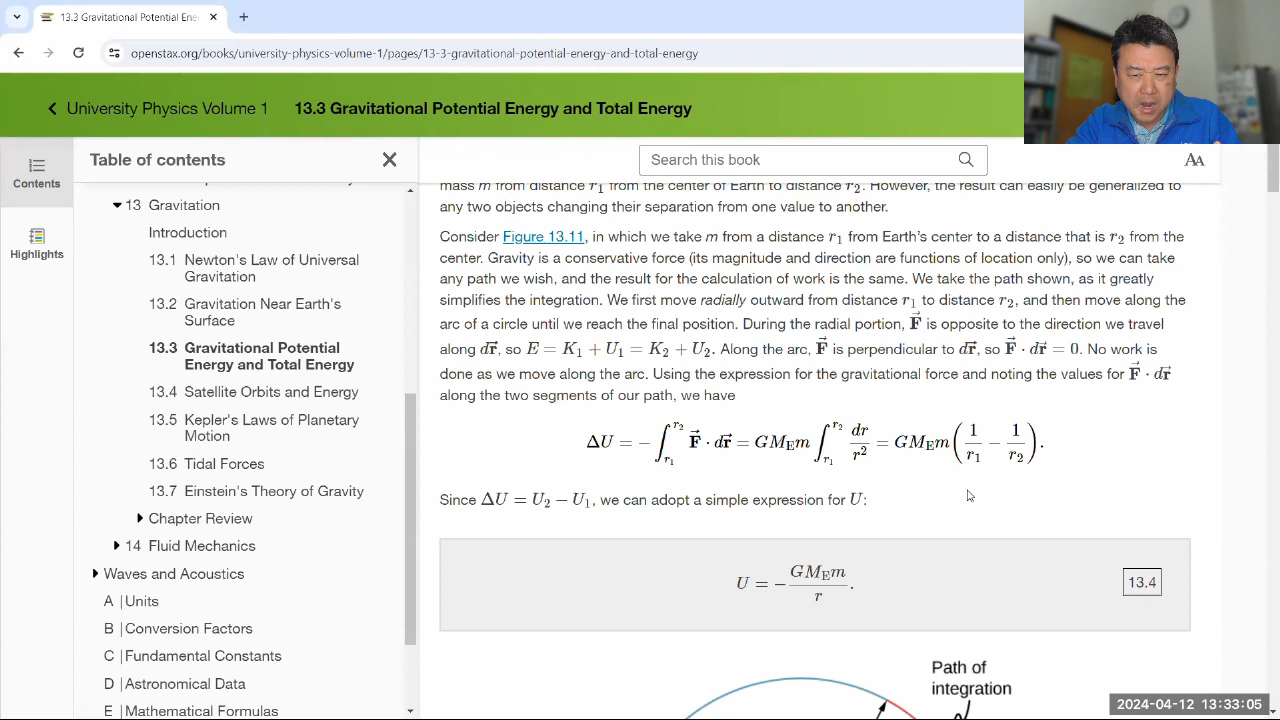 13.3 Gravitational Potential Ener
openstax.org/books/university-physics-volume-1/pages/13-3-gravitational-potential-energy-and-total-energy
University Physics Volume 1 13.3 Gravitational Potential Energy and Total Energy
Contents
Highlights
Table of contents
13 Gravitation
Introduction
13.1 Newton's Law of Universal
Gravitation
13.2 Gravitation Near Earth's
Surface
13.3 Gravitational Potential
Energy and Total Energy
13.4 Satellite Orbits and Energy
13.5 Kepler's Laws of Planetary
Motion
13.6 Tidal Forces
13.7 Einstein's Theory of Gravity
Chapter Review
14 Fluid Mechanics
Waves and Acoustics
A | Units
B | Conversion Factors
C | Fundamental Constants
D | Astronomical Data
E | Mathematical Formulas
Search this book
AA
mass m from distance r₁ from the center of Earth to distance r₂. However, the result can easily be generalized to
any two objects changing their separation from one value to another.
Consider Figure 13.11, in which we take m from a distance r₁ from Earth's center to a distance that is r₂ from the
center. Gravity is a conservative force (its magnitude and direction are functions of location only), so we can take
any path we wish, and the result for the calculation of work is the same. We take the path shown, as it greatly
simplifies the integration. We first move radially outward from distance r₁ to distance r₂, and then move along the
arc of a circle until we reach the final position. During the radial portion, F⃗ is opposite to the direction we travel
along dr⃗, so E = K₁ + U₁ = K₂ + U₂. Along the arc, F⃗ is perpendicular to dr⃗, so F⃗ · dr⃗ = 0. No work is
done as we move along the arc. Using the expression for the gravitational force and noting the values for F⃗ · dr⃗
along the two segments of our path, we have
ΔU = − ∫_{r₁}^{r₂} F⃗ · dr⃗ = GM_E m ∫_{r₁}^{r₂} dr/r² = GM_E m (1/r₁ − 1/r₂).
Since ΔU = U₂ − U₁, we can adopt a simple expression for U:
U = − GM_E m / r.
13.4
Path of
integration
2024-04-12 13:33:05